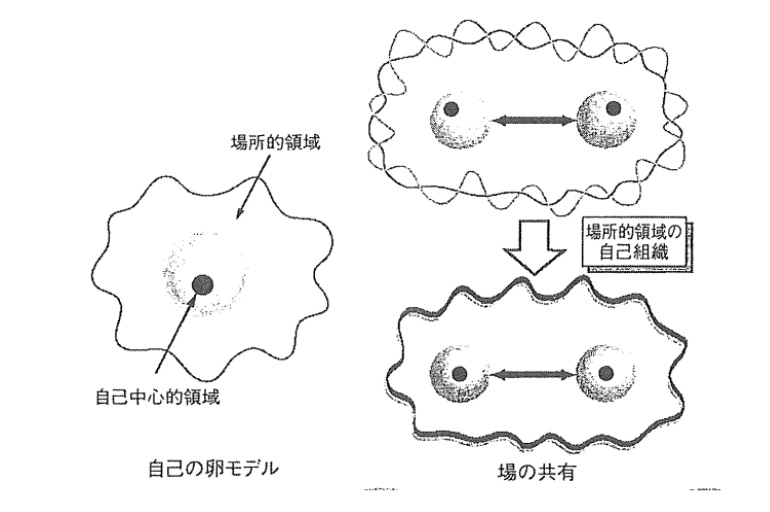 場所的領域
自己中心的領域
自己の卵モデル
場所的領域の
自己組織
場の共有